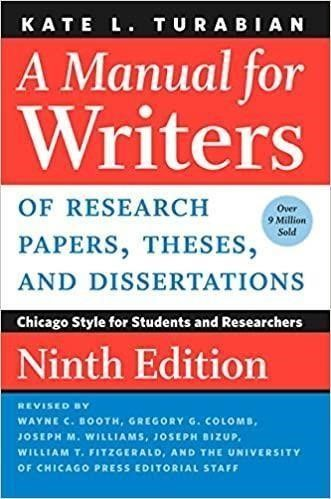 KATE L. TURABIAN
A Manual for
Writers
OF RESEARCH
PAPERS, THESES,
AND DISSERTATIONS
Over
9 Million
Sold
Chicago Style for Students and Researchers
Ninth Edition
REVISED BY
WAYNE C. BOOTH, GREGORY G. COLOMB,
JOSEPH M. WILLIAMS, JOSEPH BIZUP,
WILLIAM T. FITZGERALD, AND THE UNIVERSITY
OF CHICAGO PRESS EDITORIAL STAFF